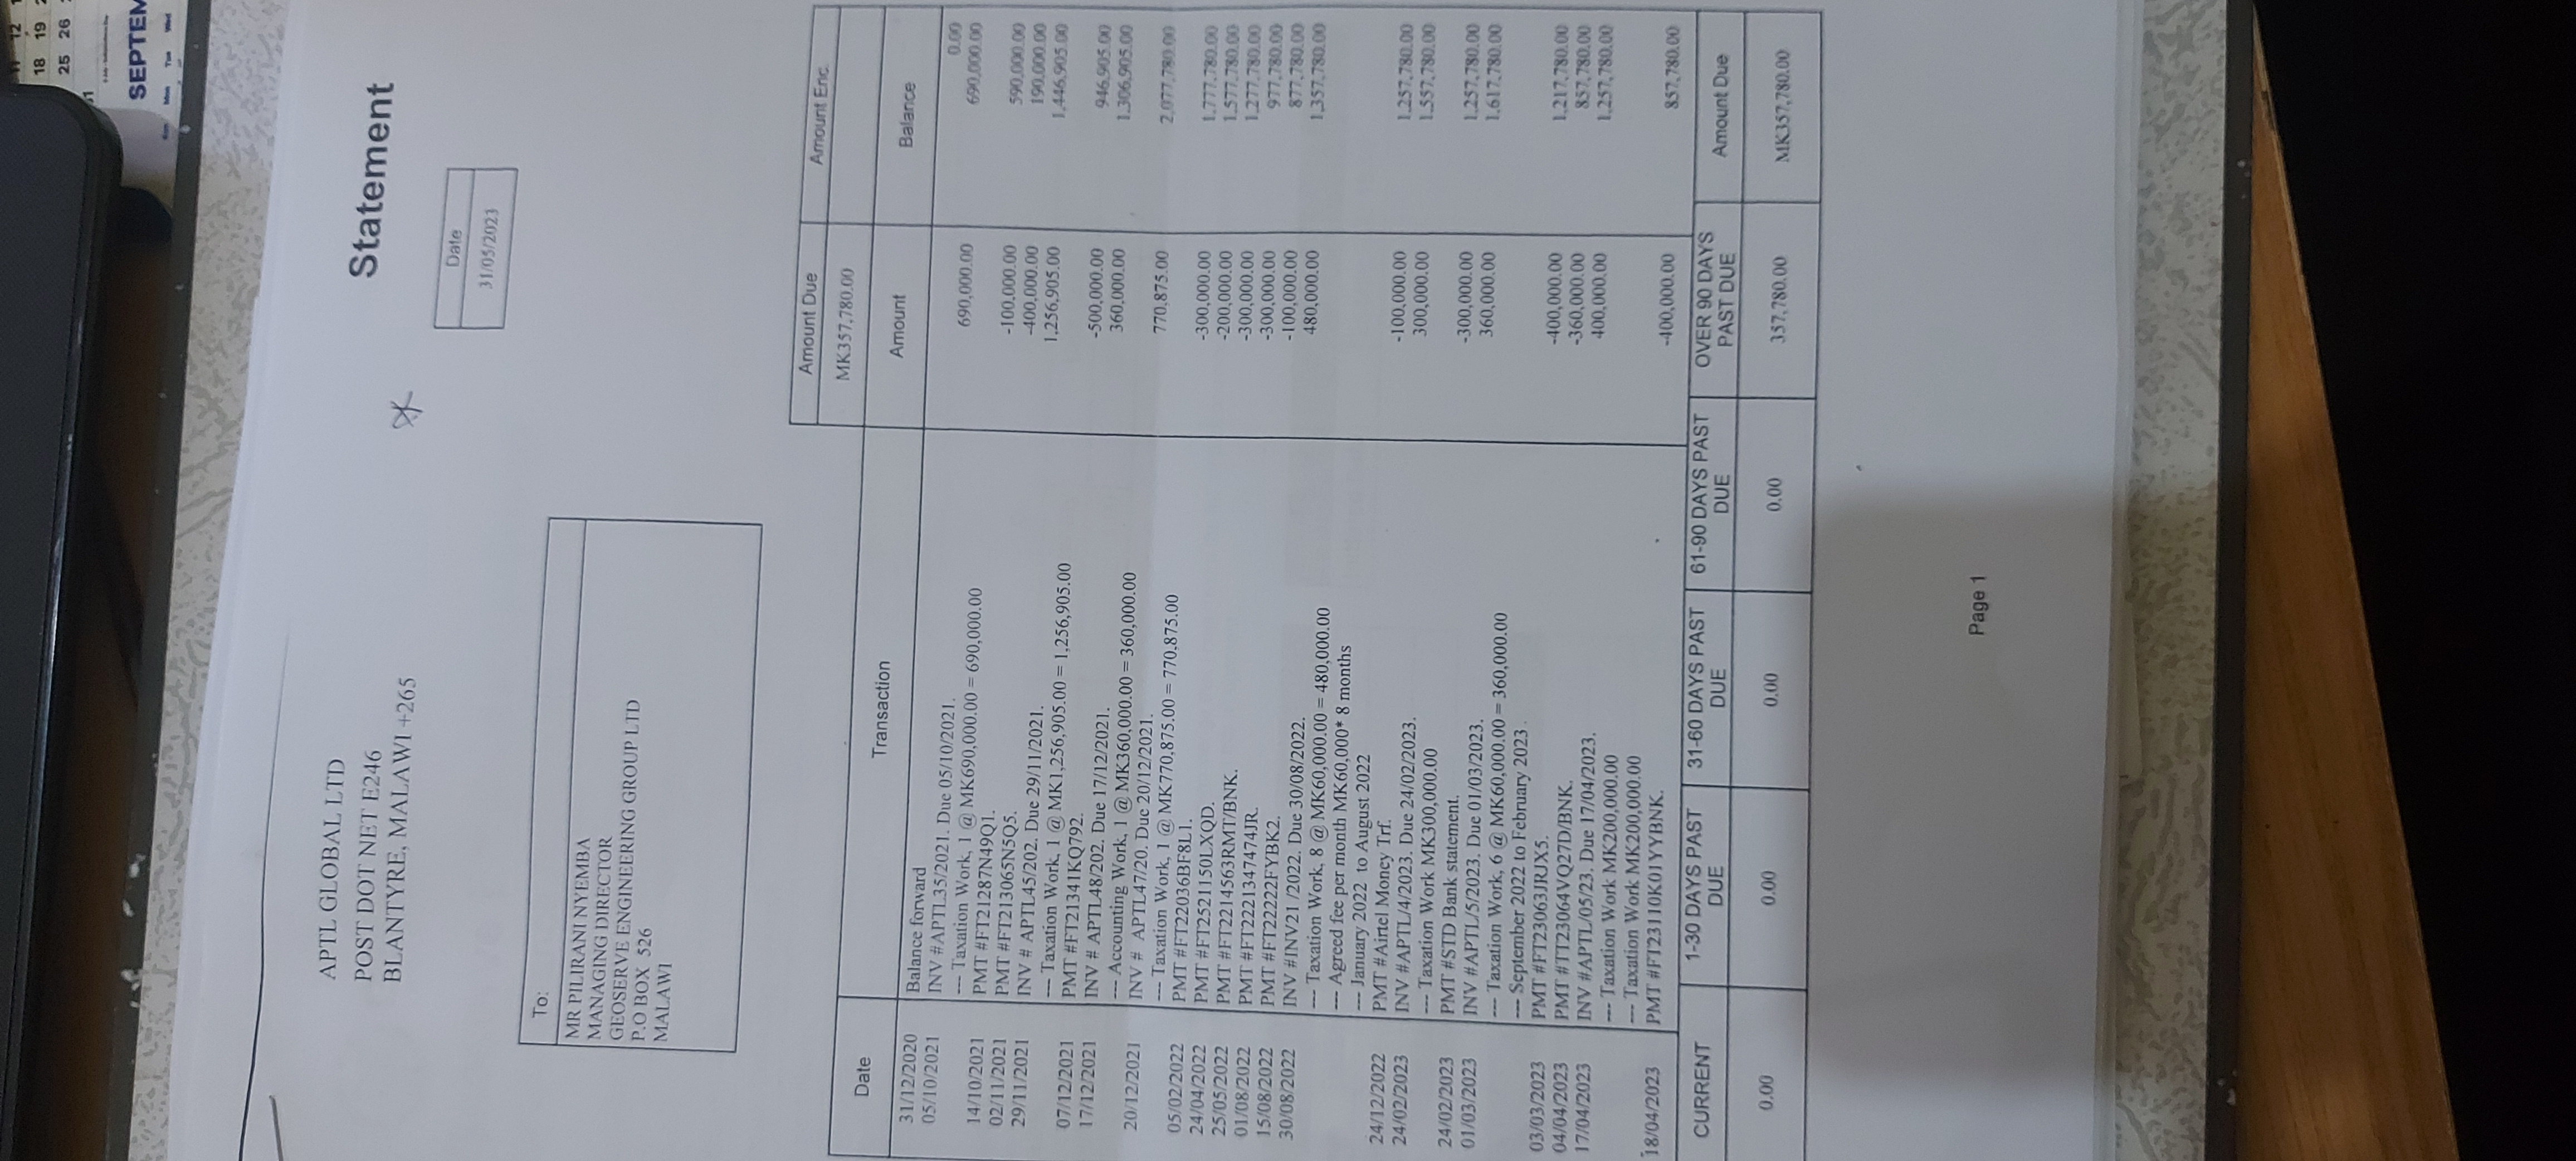 11 12
18 19
25 26
SEPTEM
Mon Tue Wed
APTL GLOBAL LTD
POST DOT NET E246
BLANTYRE, MALAWI +265
Statement
Date
31/05/2023
To:
MR PILIRANI NYEMBA
MANAGING DIRECTOR
GEOSERVE ENGINEERING GROUP LTD
P.O BOX 526
MALAWI
Amount Due Amount Enc.
MK357,780.00
Date Transaction Amount Balance
31/12/2020 Balance forward 0.00
05/10/2021 INV #APTL35/2021. Due 05/10/2021. 690,000.00 690,000.00
--- Taxation Work, 1 @ MK690,000.00 = 690,000.00
14/10/2021 PMT #FT21287N49Q1. -100,000.00 590,000.00
02/11/2021 PMT #FT213065N5Q5. -400,000.00 190,000.00
29/11/2021 INV # APTL45/202. Due 29/11/2021. 1,256,905.00 1,446,905.00
--- Taxation Work, 1 @ MK1,256,905.00 = 1,256,905.00
07/12/2021 PMT #FT21341KQ792. -500,000.00 946,905.00
17/12/2021 INV # APTL48/202. Due 17/12/2021. 360,000.00 1,306,905.00
--- Accounting Work, 1 @ MK360,000.00 = 360,000.00
20/12/2021 INV # APTL47/20. Due 20/12/2021. 770,875.00 2,077,780.00
--- Taxation Work, 1 @ MK770,875.00 = 770,875.00
05/02/2022 PMT #FT22036BF8L1. -300,000.00 1,777,780.00
24/04/2022 PMT #FT2521150LXQD. -200,000.00 1,577,780.00
25/05/2022 PMT #FT2214563RMT/BNK. -300,000.00 1,277,780.00
01/08/2022 PMT #FT2221347474JR. -300,000.00 977,780.00
15/08/2022 PMT #FT22222FYBK2. -100,000.00 877,780.00
30/08/2022 INV #INV21 /2022. Due 30/08/2022. 480,000.00 1,357,780.00
--- Taxation Work, 8 @ MK60,000.00 = 480,000.00
--- Agreed fee per month MK60,000* 8 months
--- January 2022 to August 2022
24/12/2022 PMT #Airtel Money Trf. -100,000.00 1,257,780.00
24/02/2023 INV #APTL/4/2023. Due 24/02/2023. 300,000.00 1,557,780.00
--- Taxation Work MK300,000.00
24/02/2023 PMT #STD Bank statement. -300,000.00 1,257,780.00
01/03/2023 INV #APTL/5/2023. Due 01/03/2023. 360,000.00 1,617,780.00
--- Taxation Work, 6 @ MK60,000.00 = 360,000.00
--- September 2022 to February 2023 .
03/03/2023 PMT #FT23063JRJX5. -400,000.00 1,217,780.00
04/04/2023 PMT #TT23064VQ27D/BNK. -360,000.00 857,780.00
17/04/2023 INV #APTL/05/23. Due 17/04/2023. 400,000.00 1,257,780.00
--- Taxation Work MK200,000.00
--- Taxation Work MK200,000.00
18/04/2023 PMT #FT23110K01YYBNK. -400,000.00 857,780.00
CURRENT 1-30 DAYS PAST DUE 31-60 DAYS PAST DUE 61-90 DAYS PAST DUE OVER 90 DAYS PAST DUE Amount Due
0.00 0.00 0.00 0.00 357,780.00 MK357,780.00
Page 1